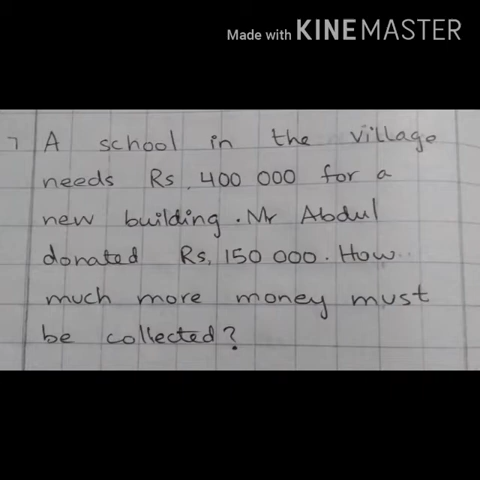 Made with KINEMASTER
7 A school in the village
needs Rs. 400 000 for a
new building. Mr Abdul
donated Rs. 150 000. How
much more money must
be collected?